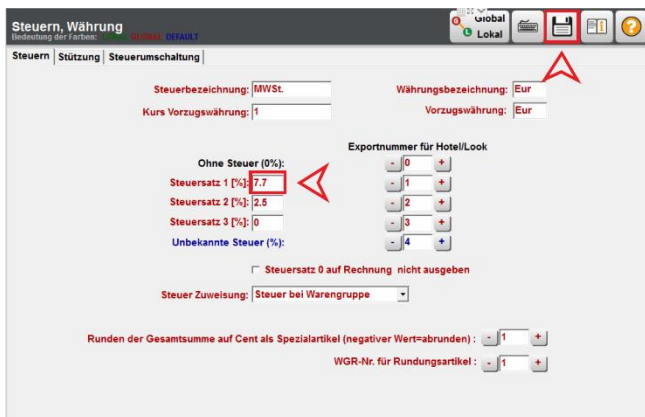 Steuern, Währung
Global
Lokal
Bedeutung der Farben: LOKAL, GLOBAL, DEFAULT
Steuern Stützung Steuerumschaltung
Steuerbezeichnung: MWSt. Währungsbezeichnung: Eur
Kurs Vorzugswährung: 1 Vorzugswährung: Eur
Exportnummer für Hotel/Look
Ohne Steuer (0%): - 0 +
Steuersatz 1 [%]: 7.7 - 1 +
Steuersatz 2 [%]: 2.5 - 2 +
Steuersatz 3 [%]: 0 - 3 +
Unbekannte Steuer (%): - 4 +
Steuersatz 0 auf Rechnung nicht ausgeben
Steuer Zuweisung: Steuer bei Warengruppe
Runden der Gesamtsumme auf Cent als Spezialartikel (negativer Wert=abrunden) : - 1 +
WGR-Nr. für Rundungsartikel : - 1 +